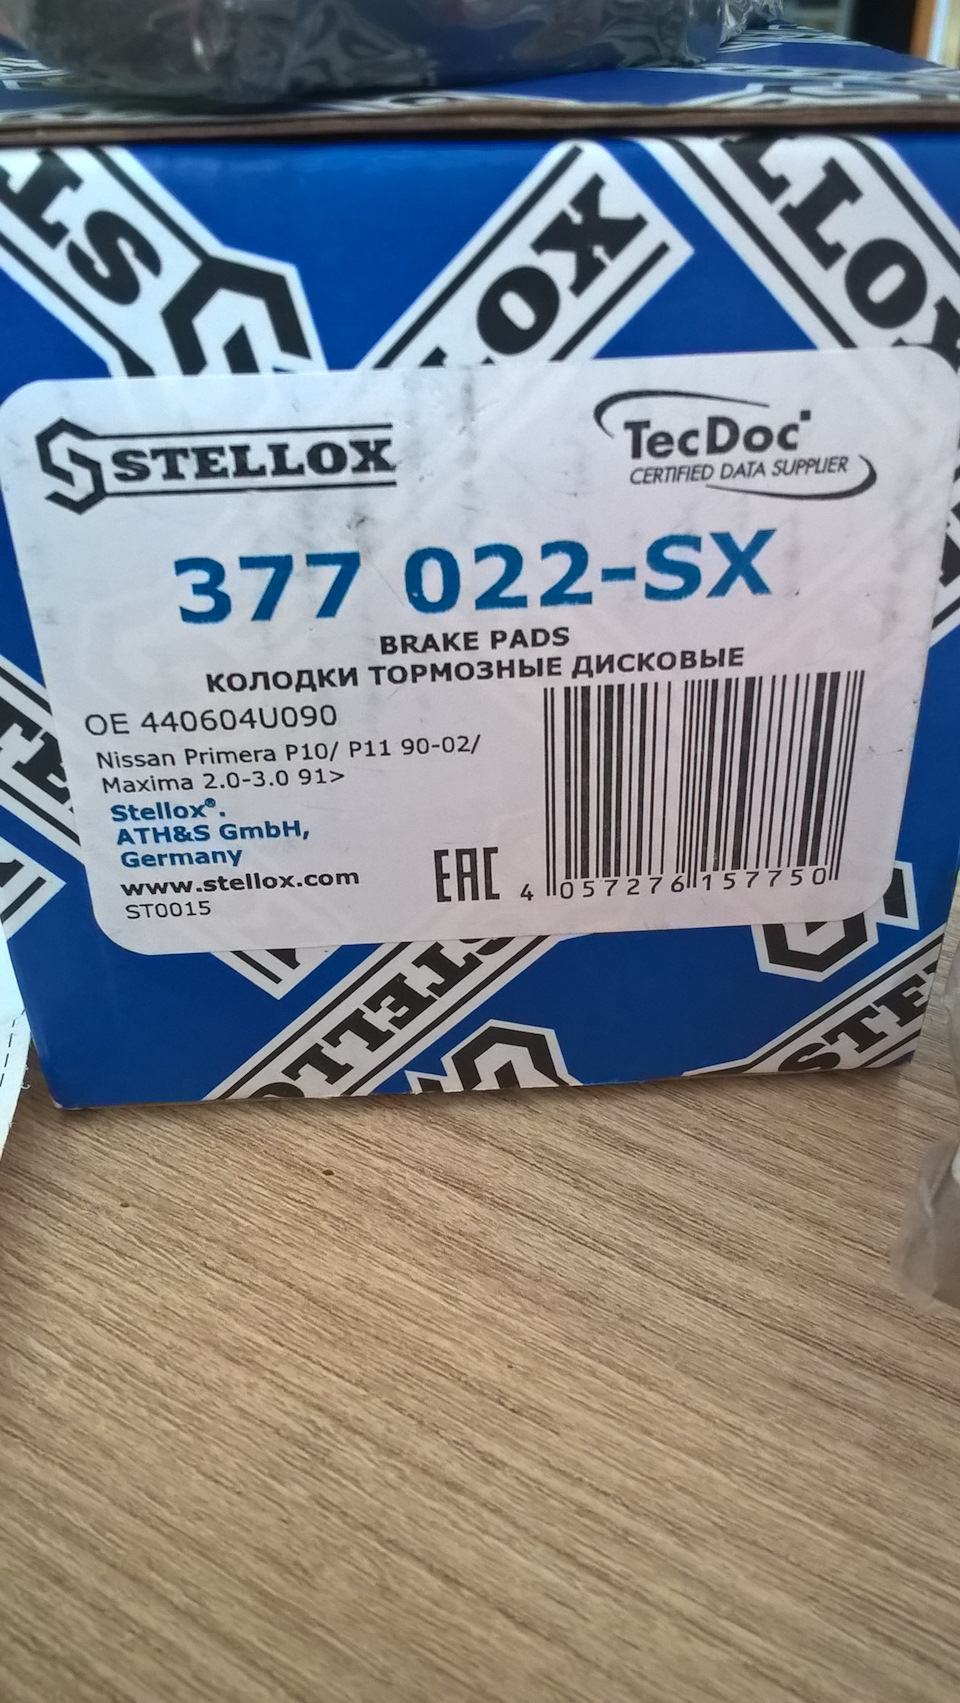 STELLOX
TecDoc
CERTIFIED DATA SUPPLIER
377 022-SX
BRAKE PADS
КОЛОДКИ ТОРМОЗНЫЕ ДИСКОВЫЕ
OE 440604U090
Nissan Primera P10/ P11 90-02/
Maxima 2.0-3.0 91>
Stellox®.
ATH&S GmbH,
Germany
www.stellox.com
ST0015
EAC
4 057276 157750